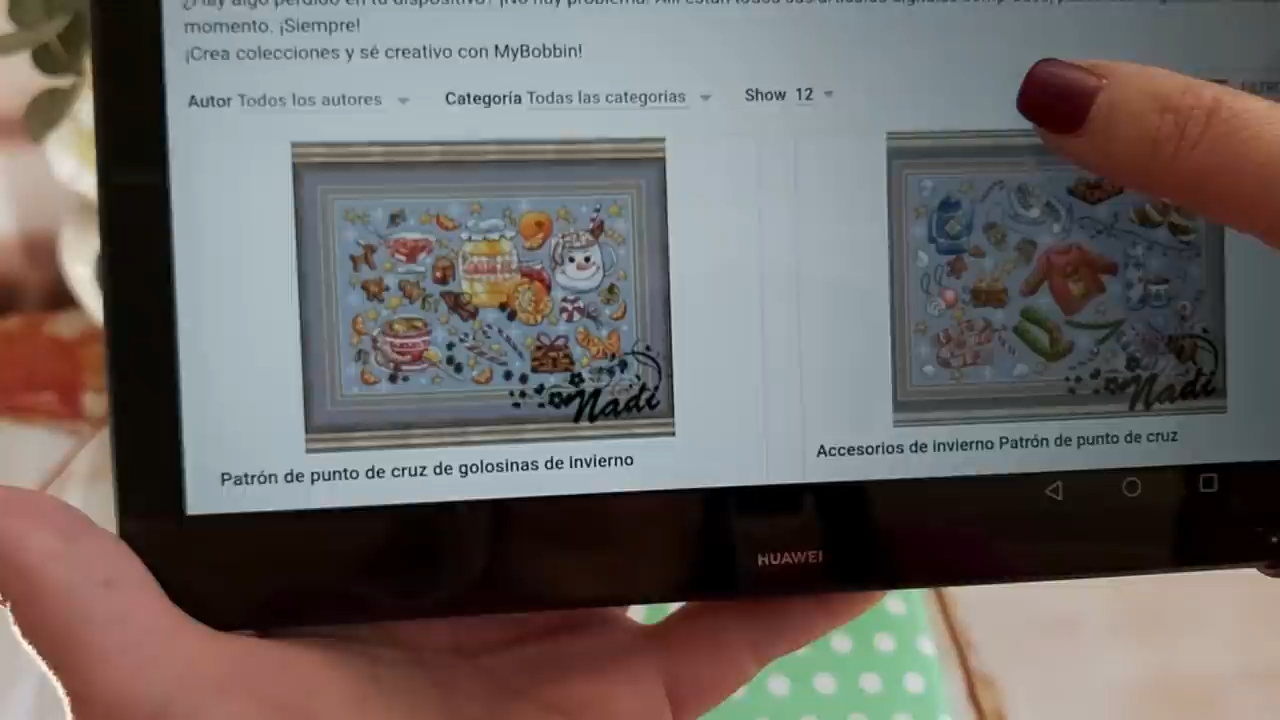 momento. ¡Siempre!
¡Crea colecciones y sé creativo con MyBobbin!
Autor Todos los autores Categoría Todas las categorias Show 12
Nadi
Nadi
Patrón de punto de cruz de golosinas de invierno
Accesorios de invierno Patrón de punto de cruz
HUAWEI